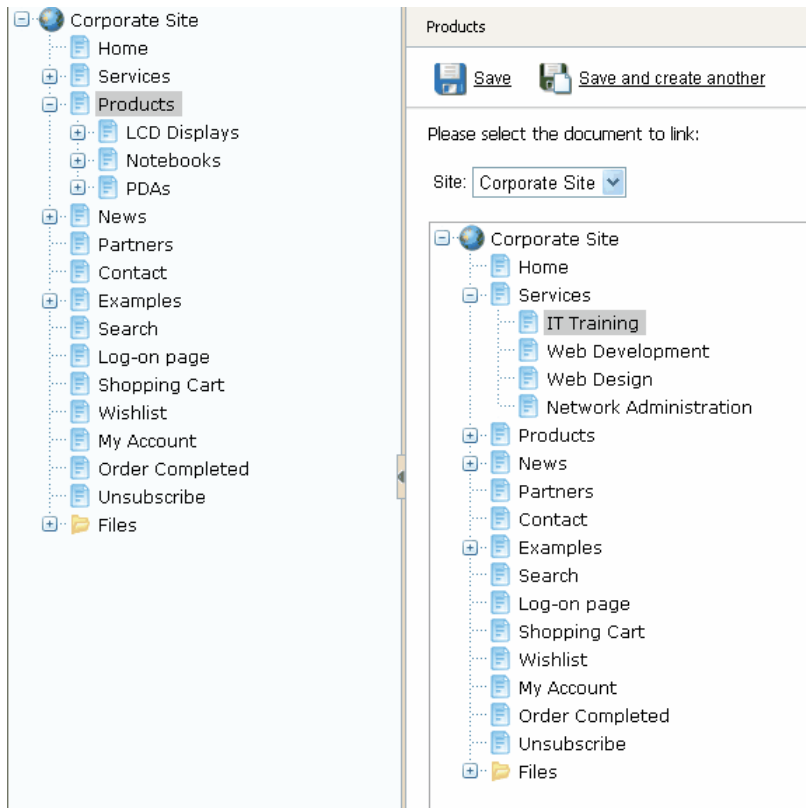 Corporate Site
Home
Services
Products
LCD Displays
Notebooks
PDAs
News
Partners
Contact
Examples
Search
Log-on page
Shopping Cart
Wishlist
My Account
Order Completed
Unsubscribe
Files
Products
Save Save and create another
Please select the document to link:
Site: Corporate Site
Corporate Site
Home
Services
IT Training
Web Development
Web Design
Network Administration
Products
News
Partners
Contact
Examples
Search
Log-on page
Shopping Cart
Wishlist
My Account
Order Completed
Unsubscribe
Files